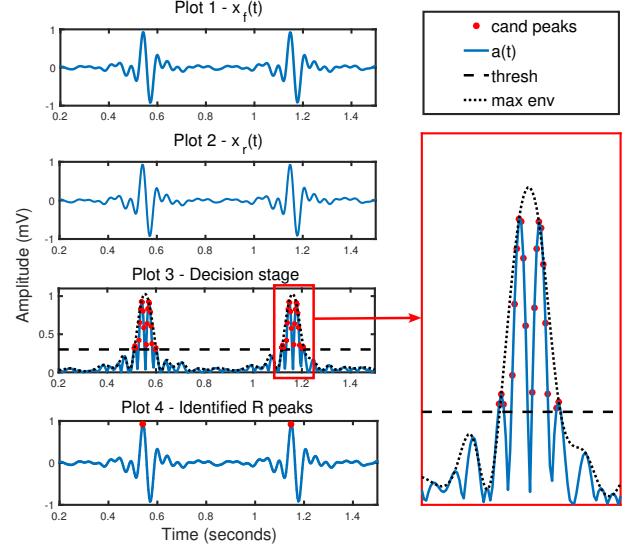 Plot 1 - x_f(t)
1
0
-1
0.2 0.4 0.6 0.8 1 1.2 1.4
Plot 2 - x_r(t)
1
0
-1
0.2 0.4 0.6 0.8 1 1.2 1.4
Plot 3 - Decision stage
1
0.5
0
0.2 0.4 0.6 0.8 1 1.2 1.4
Plot 4 - Identified R peaks
1
0
-1
0.2 0.4 0.6 0.8 1 1.2 1.4
Time (seconds)
Amplitude (mV)
cand peaks
a(t)
thresh
max env